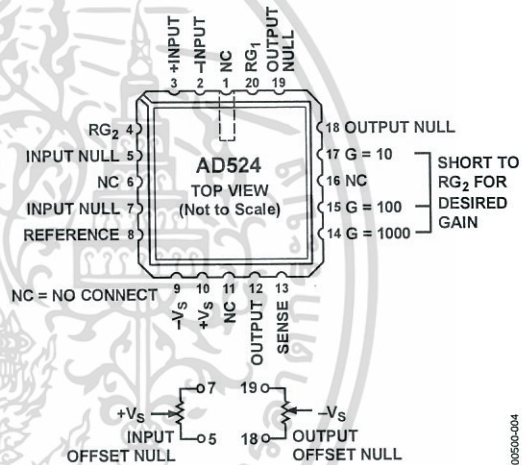 +INPUT
–INPUT
NC
RG1
OUTPUT
NULL
3 2 1 20 19
RG2 4
INPUT NULL 5
NC 6
INPUT NULL 7
REFERENCE 8
AD524
TOP VIEW
(Not to Scale)
18 OUTPUT NULL
17 G = 10
16 NC
15 G = 100
14 G = 1000
SHORT TO
RG2 FOR
DESIRED
GAIN
NC = NO CONNECT
9 10 11 12 13
–VS
+VS
NC
OUTPUT
SENSE
+VS
7
5
INPUT
OFFSET NULL
19
18
–VS
OUTPUT
OFFSET NULL
00500-004